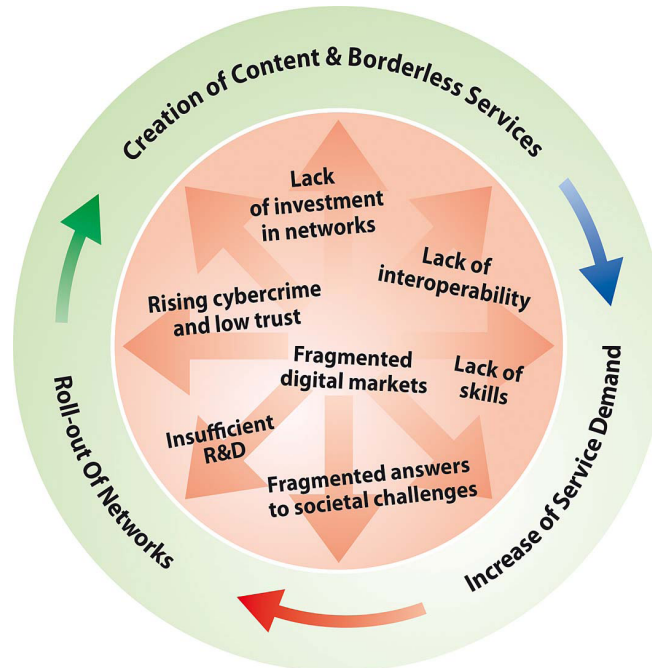 Creation of Content & Borderless Services
Lack
of investment
in networks
Lack of
interoperability
Rising cybercrime
and low trust
Fragmented
digital markets
Lack of
skills
Insufficient
R&D
Fragmented answers
to societal challenges
Increase of Service Demand
Roll-out Of Networks